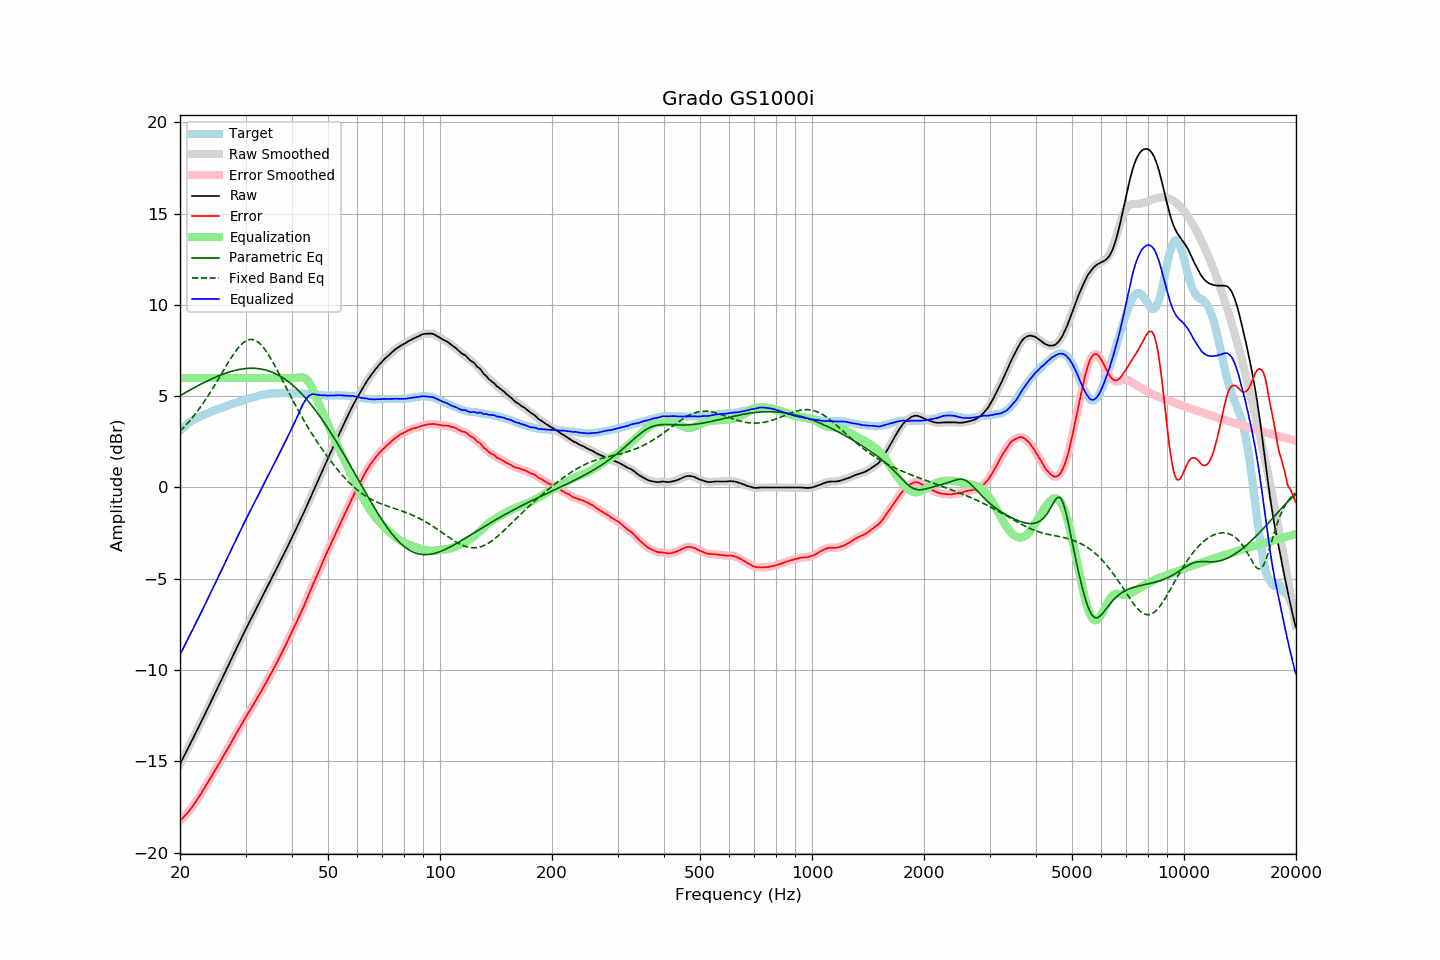 Grado GS1000i
Target
Raw Smoothed
Error Smoothed
Raw
Error
Equalization
Parametric Eq
Fixed Band Eq
Equalized
Amplitude (dBr)
20
15
10
5
0
−5
−10
−15
−20
20 50 100 200 500 1000 2000 5000 10000 20000
Frequency (Hz)